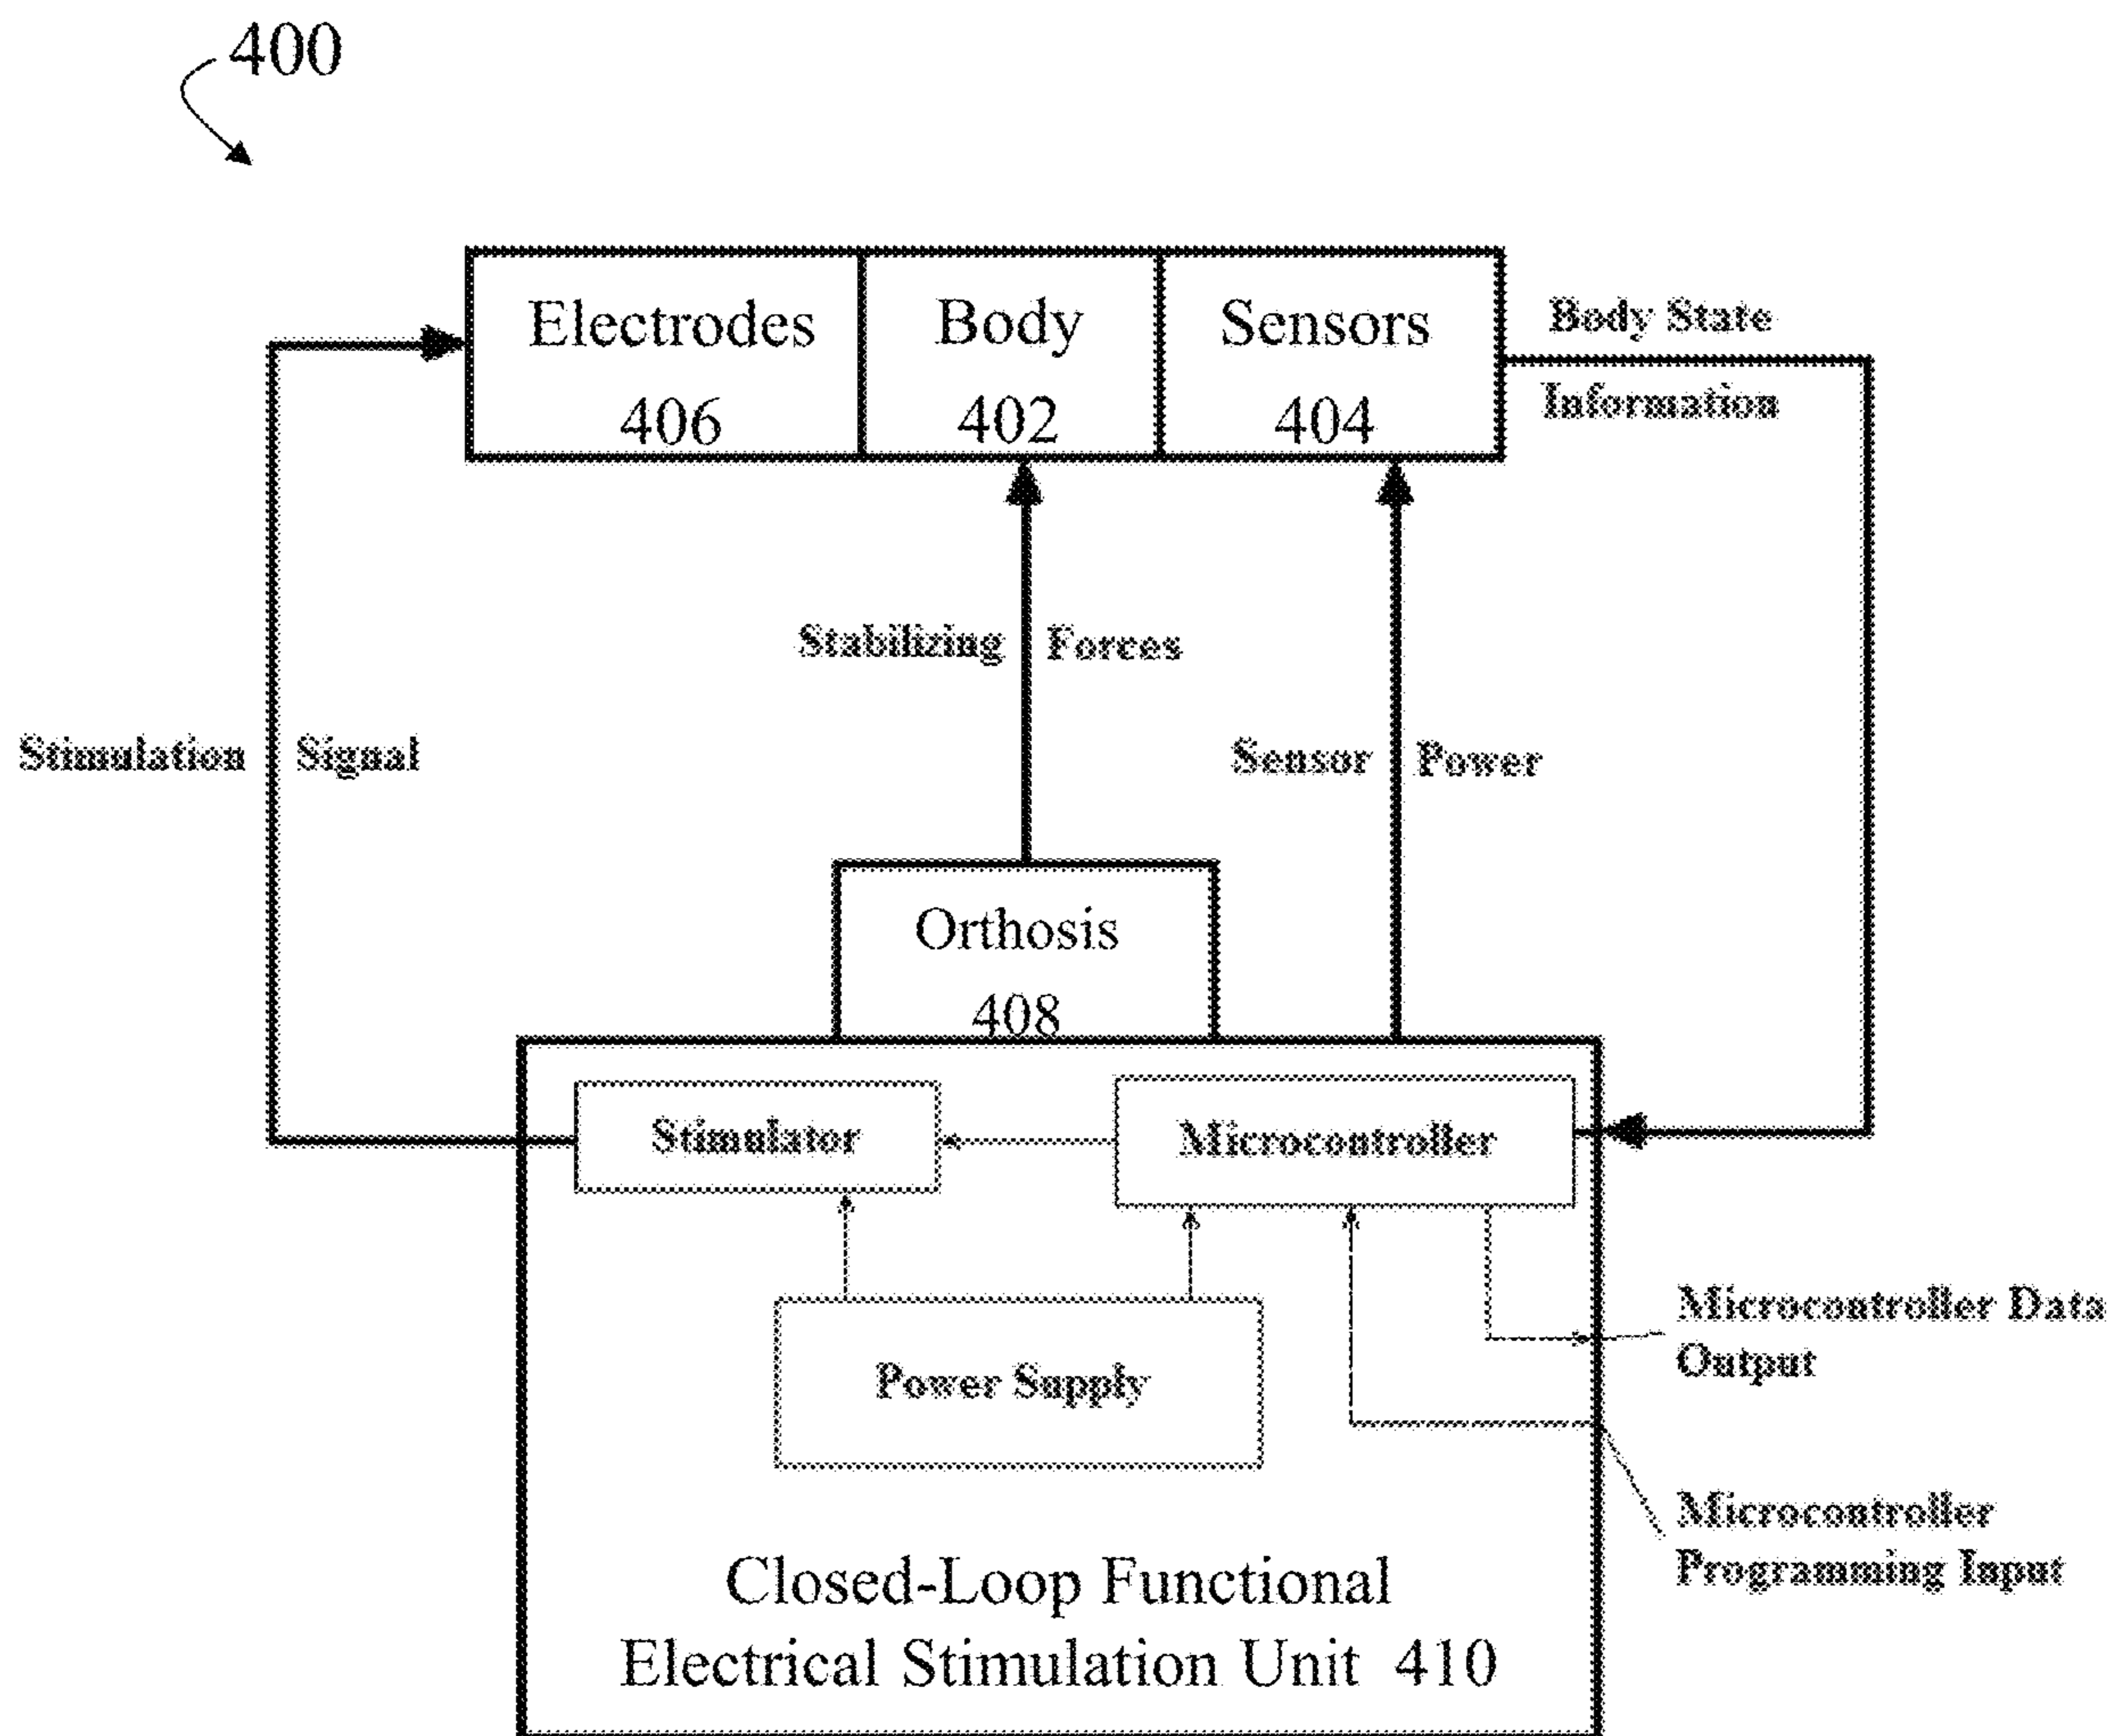 400
Electrodes
406
Body
402
Sensors
404
Body State
Information
Stabilizing Forces
Stimulation Signal
Sensor Power
Orthosis
408
Stimulator
Microcontroller
Power Supply
Microcontroller Data
Output
Microcontroller
Programming Input
Closed-Loop Functional
Electrical Stimulation Unit 410